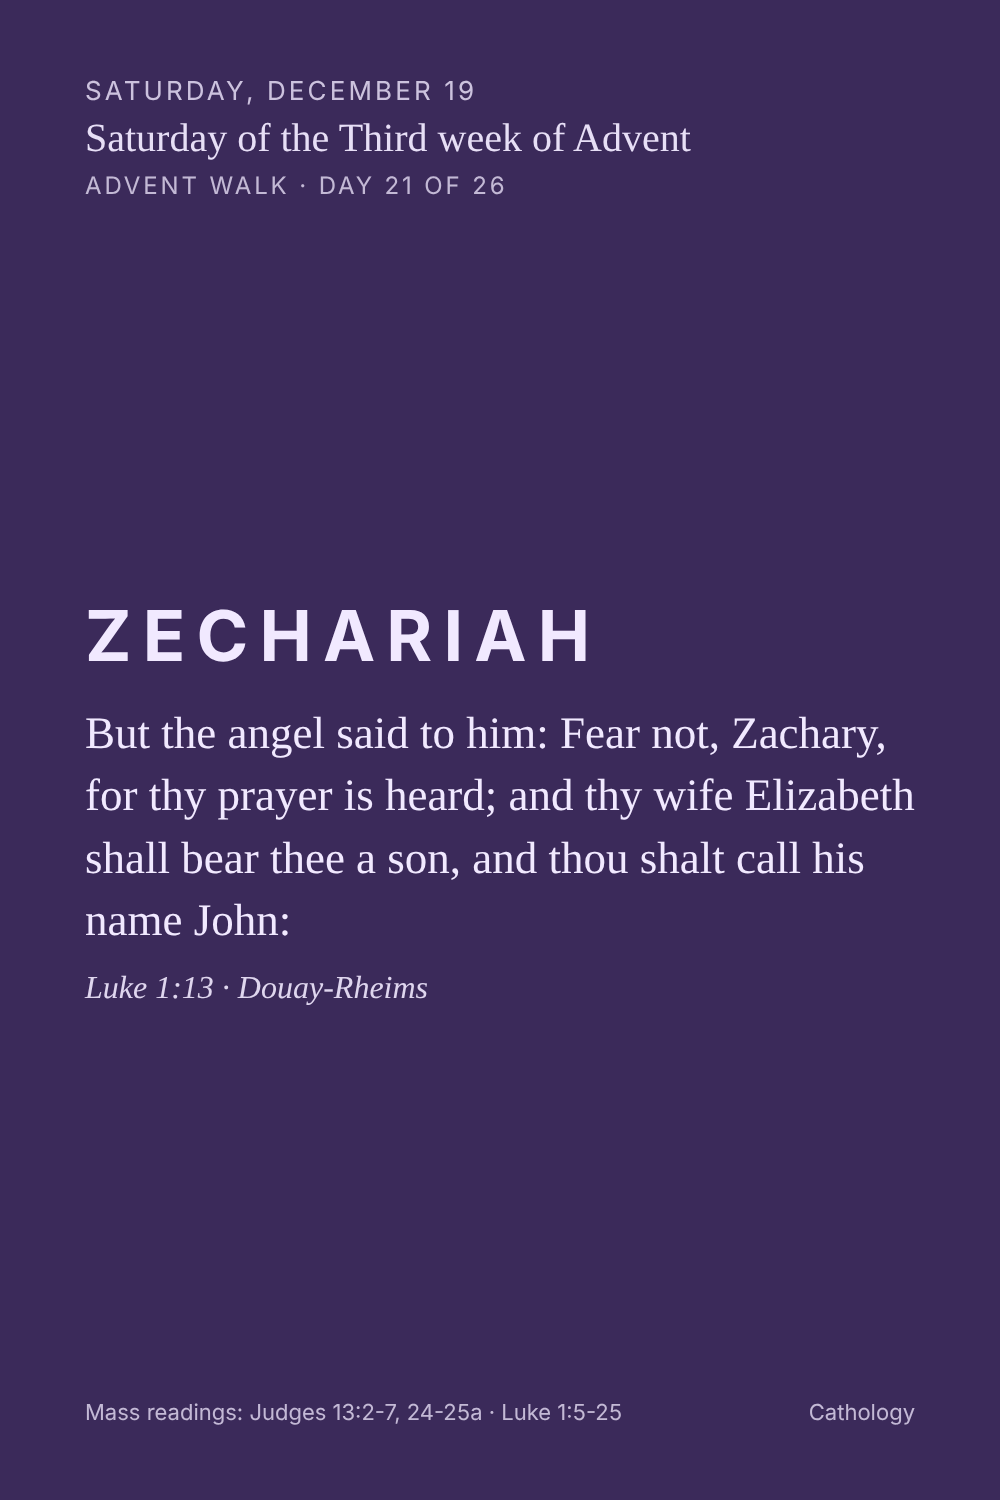 SATURDAY, DECEMBER 19
Saturday of the Third week of Advent
ADVENT WALK · DAY 21 OF 26
ZECHARIAH
But the angel said to him: Fear not, Zachary,
for thy prayer is heard; and thy wife Elizabeth
shall bear thee a son, and thou shalt call his
name John:
Luke 1:13 · Douay-Rheims
Mass readings: Judges 13:2-7, 24-25a · Luke 1:5-25
Cathology